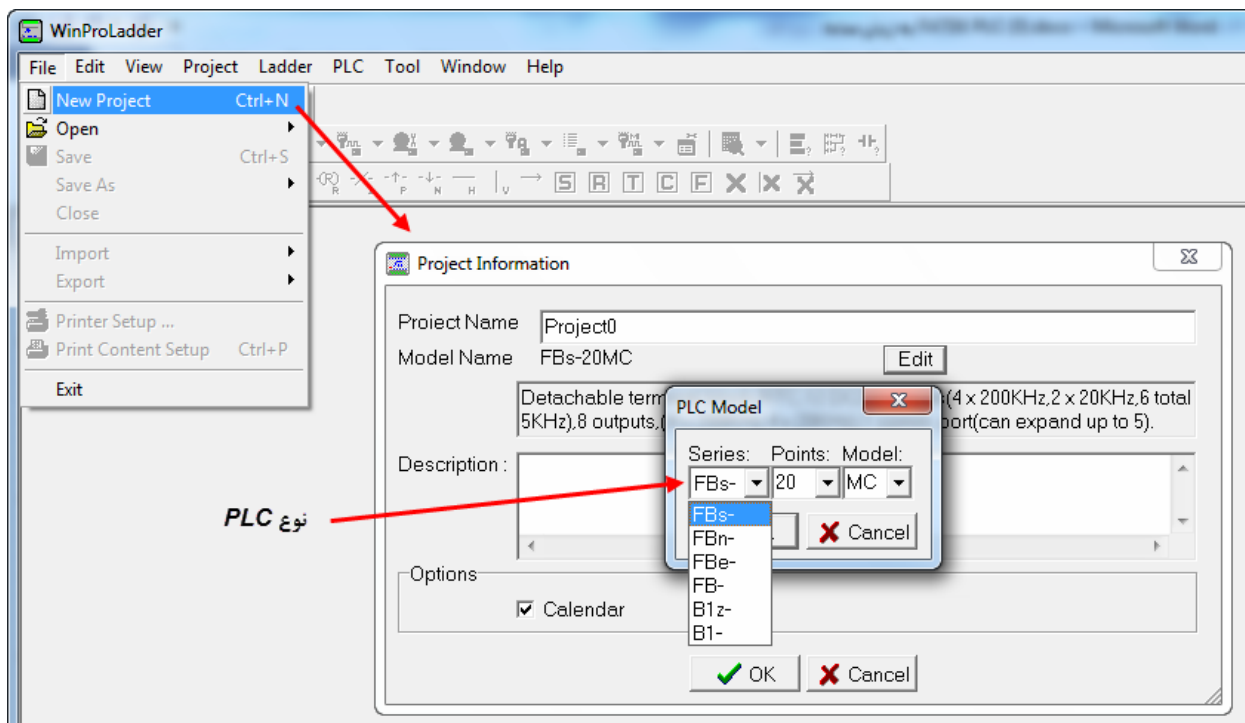 WinProLadder
File Edit View Project Ladder PLC Tool Window Help
New Project Ctrl+N
Open
Save Ctrl+S
Save As
Close
Import
Export
Printer Setup ...
Print Content Setup Ctrl+P
Exit
Project Information
Project Name Project0
Model Name FBs-20MC Edit
Detachable term s(4 x 200KHz,2 x 20KHz,6 total
5KHz),8 outputs,( ort(can expand up to 5).
PLC Model
Series: Points: Model:
FBs- 20 MC
FBs-
FBn-
FBe-
FB-
B1z-
B1-
Cancel
Description :
نوع PLC
Options
Calendar
OK Cancel